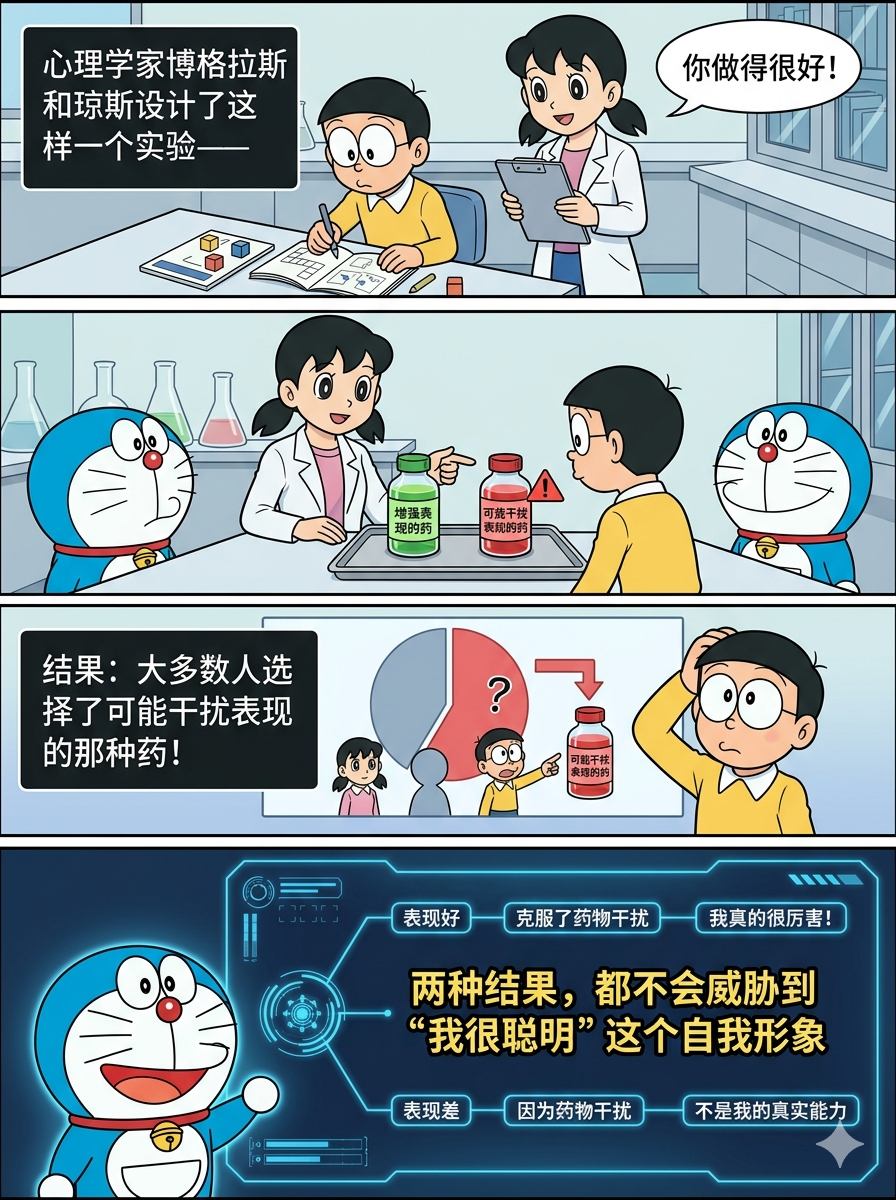 心理学家博格拉斯
和琼斯设计了这
样一个实验——
你做得很好！
增强表
现的药
可能干扰
表现的药
结果：大多数人选
择了可能干扰表现
的那种药！
?
可能干扰
表现的药
表现好
克服了药物干扰
我真的很厉害！
两种结果，都不会威胁到
“我很聪明”这个自我形象
表现差
因为药物干扰
不是我的真实能力